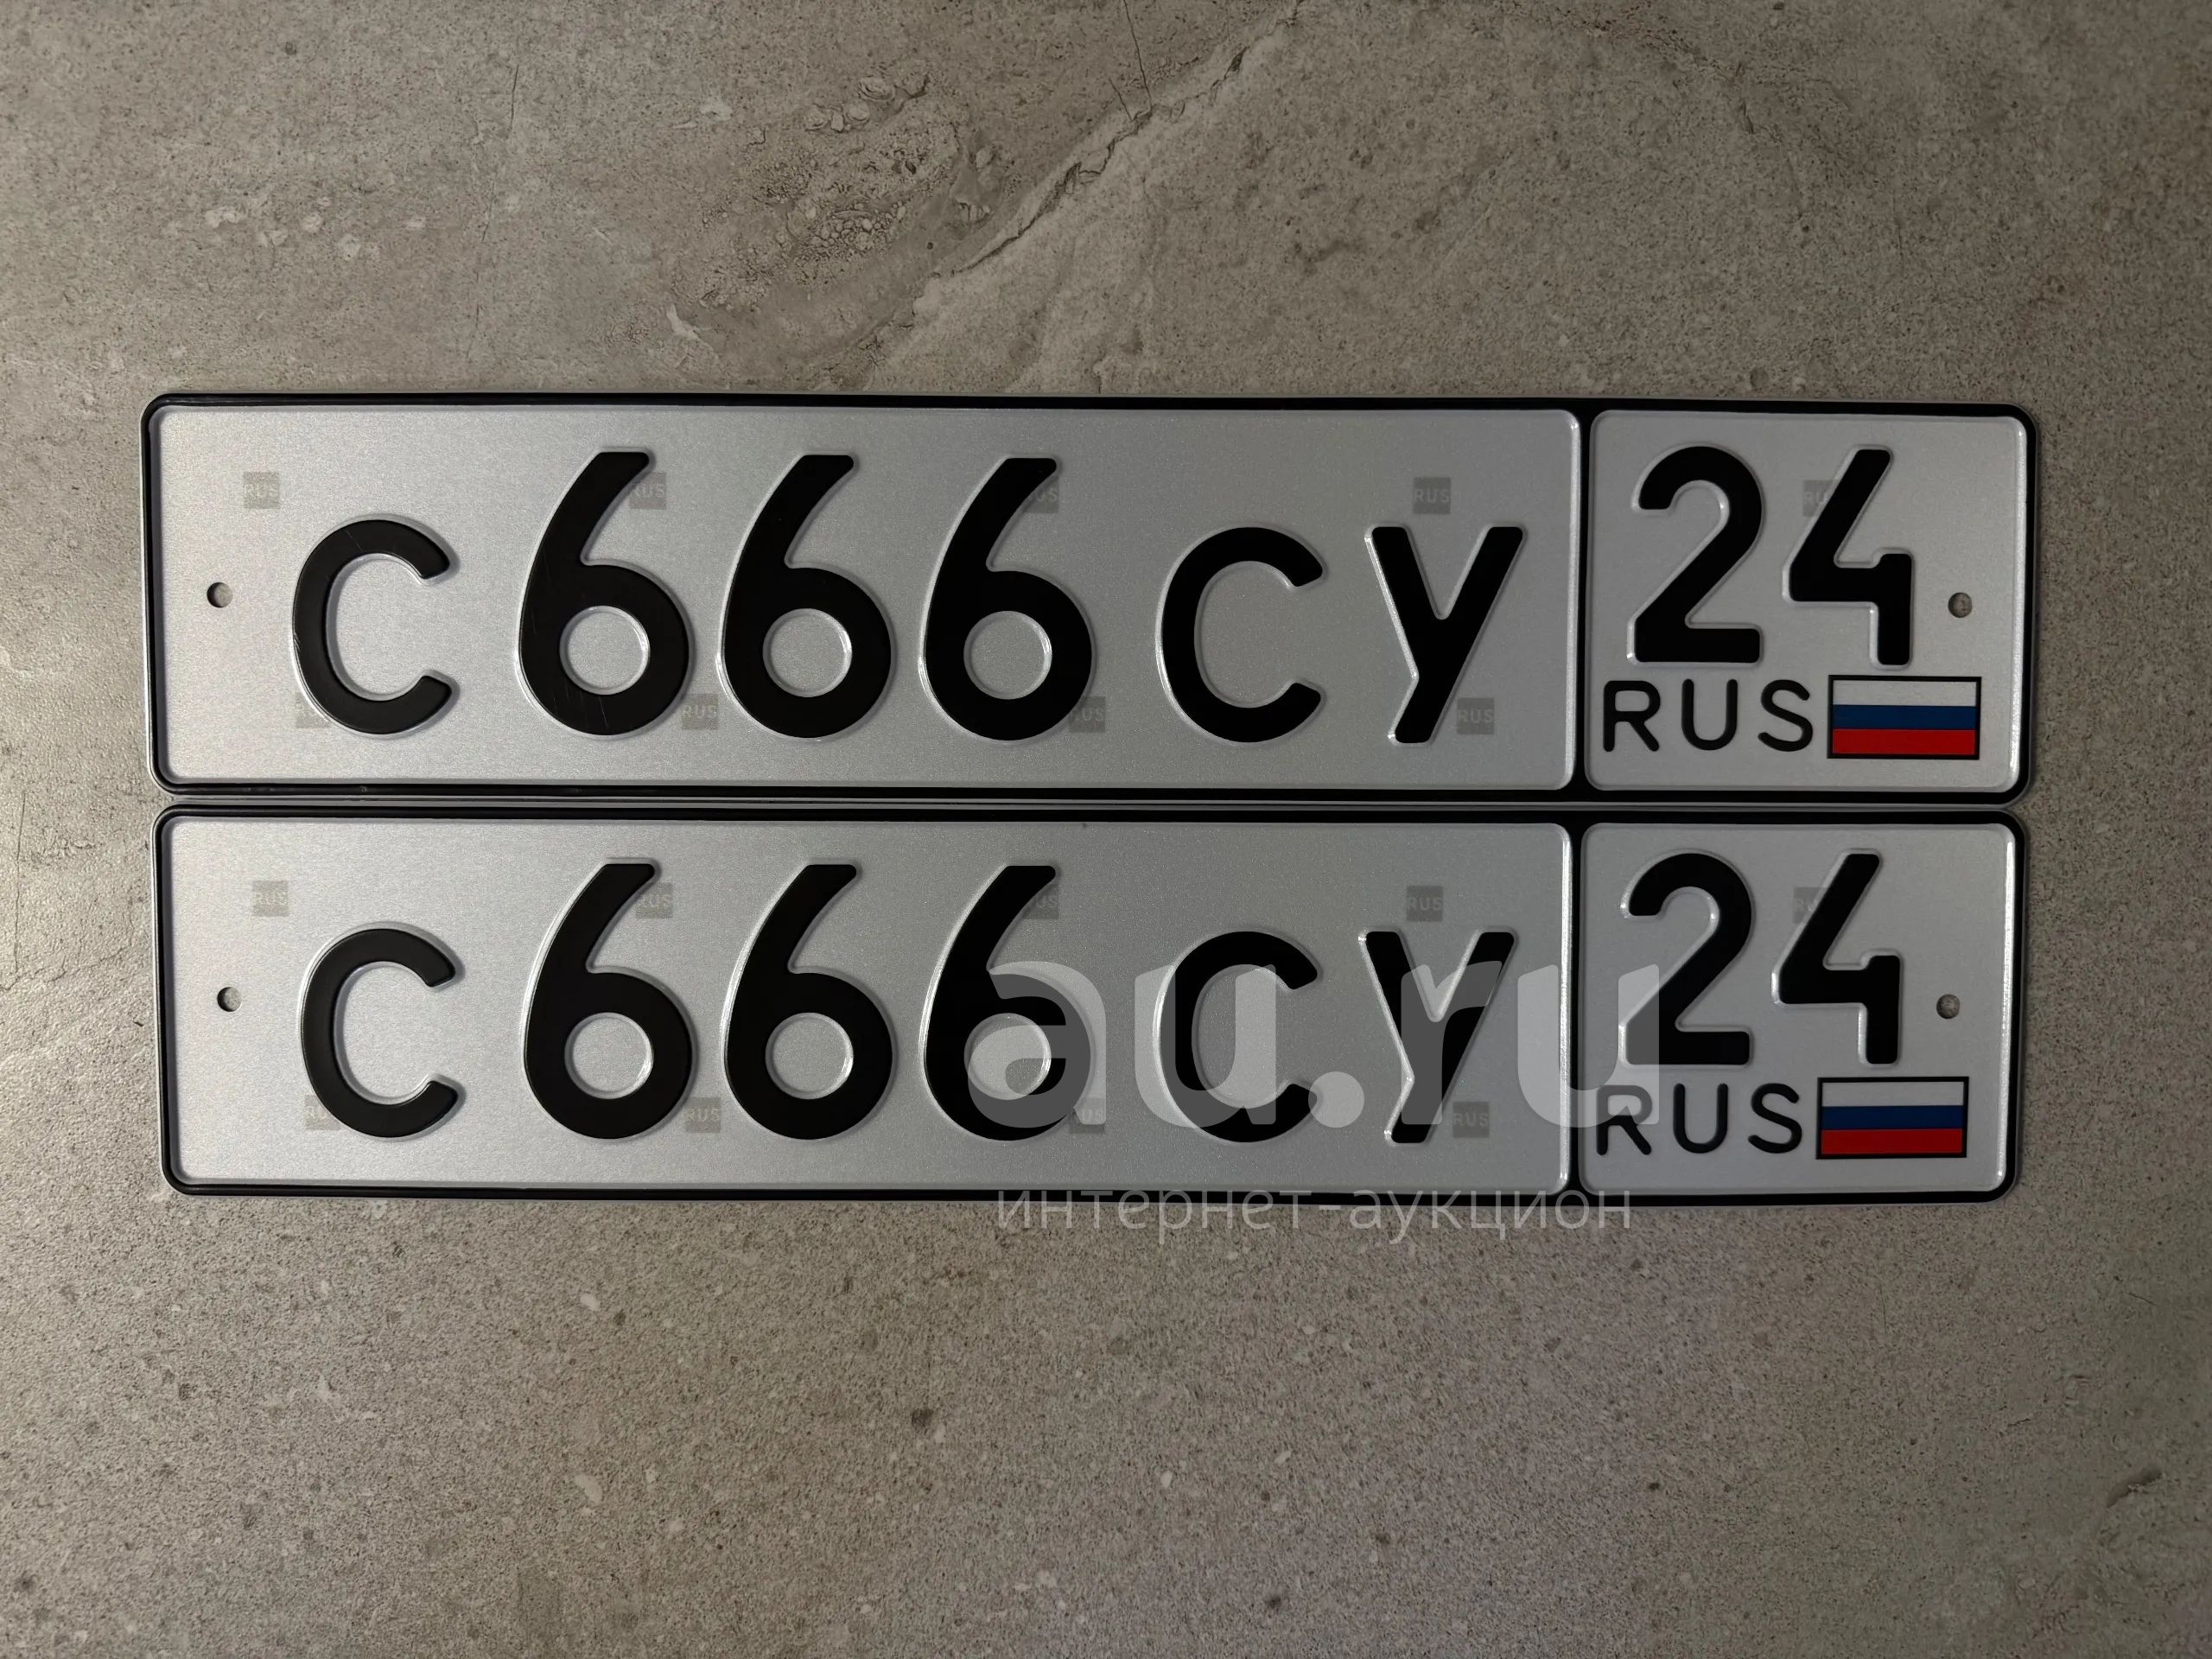 С666СУ 24
RUS
С666СУ 24
RUS
au.ru
интернет-аукцион